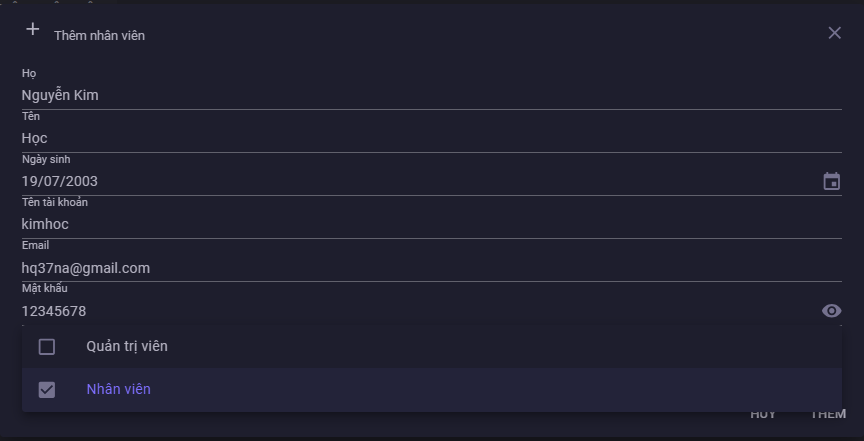 Thêm nhân viên
Họ
Nguyễn Kim
Tên
Học
Ngày sinh
19/07/2003
Tên tài khoản
kimhoc
Email
hq37na@gmail.com
Mật khẩu
12345678
Quản trị viên
Nhân viên
HỦY THÊM